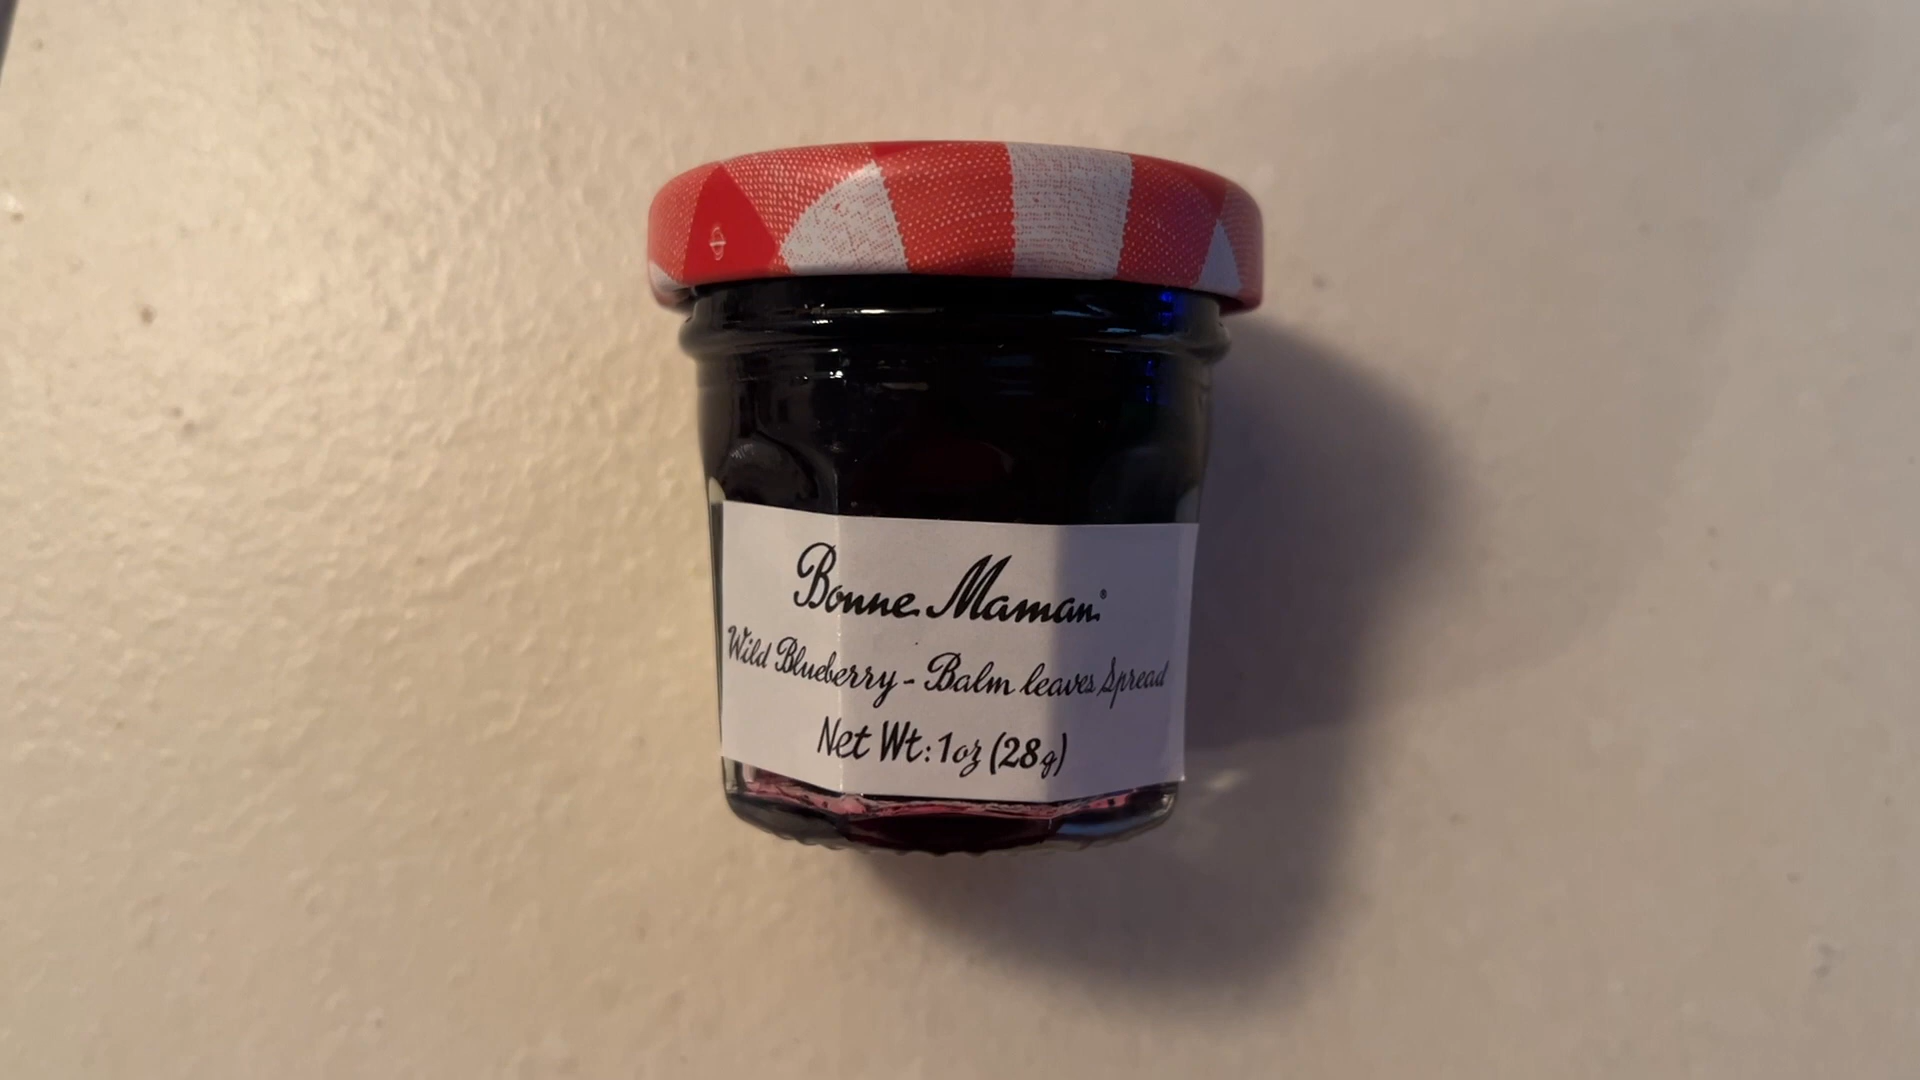 Bonne Maman®
Wild Blueberry - Balm leaves Spread
Net Wt: 1oz (28g)